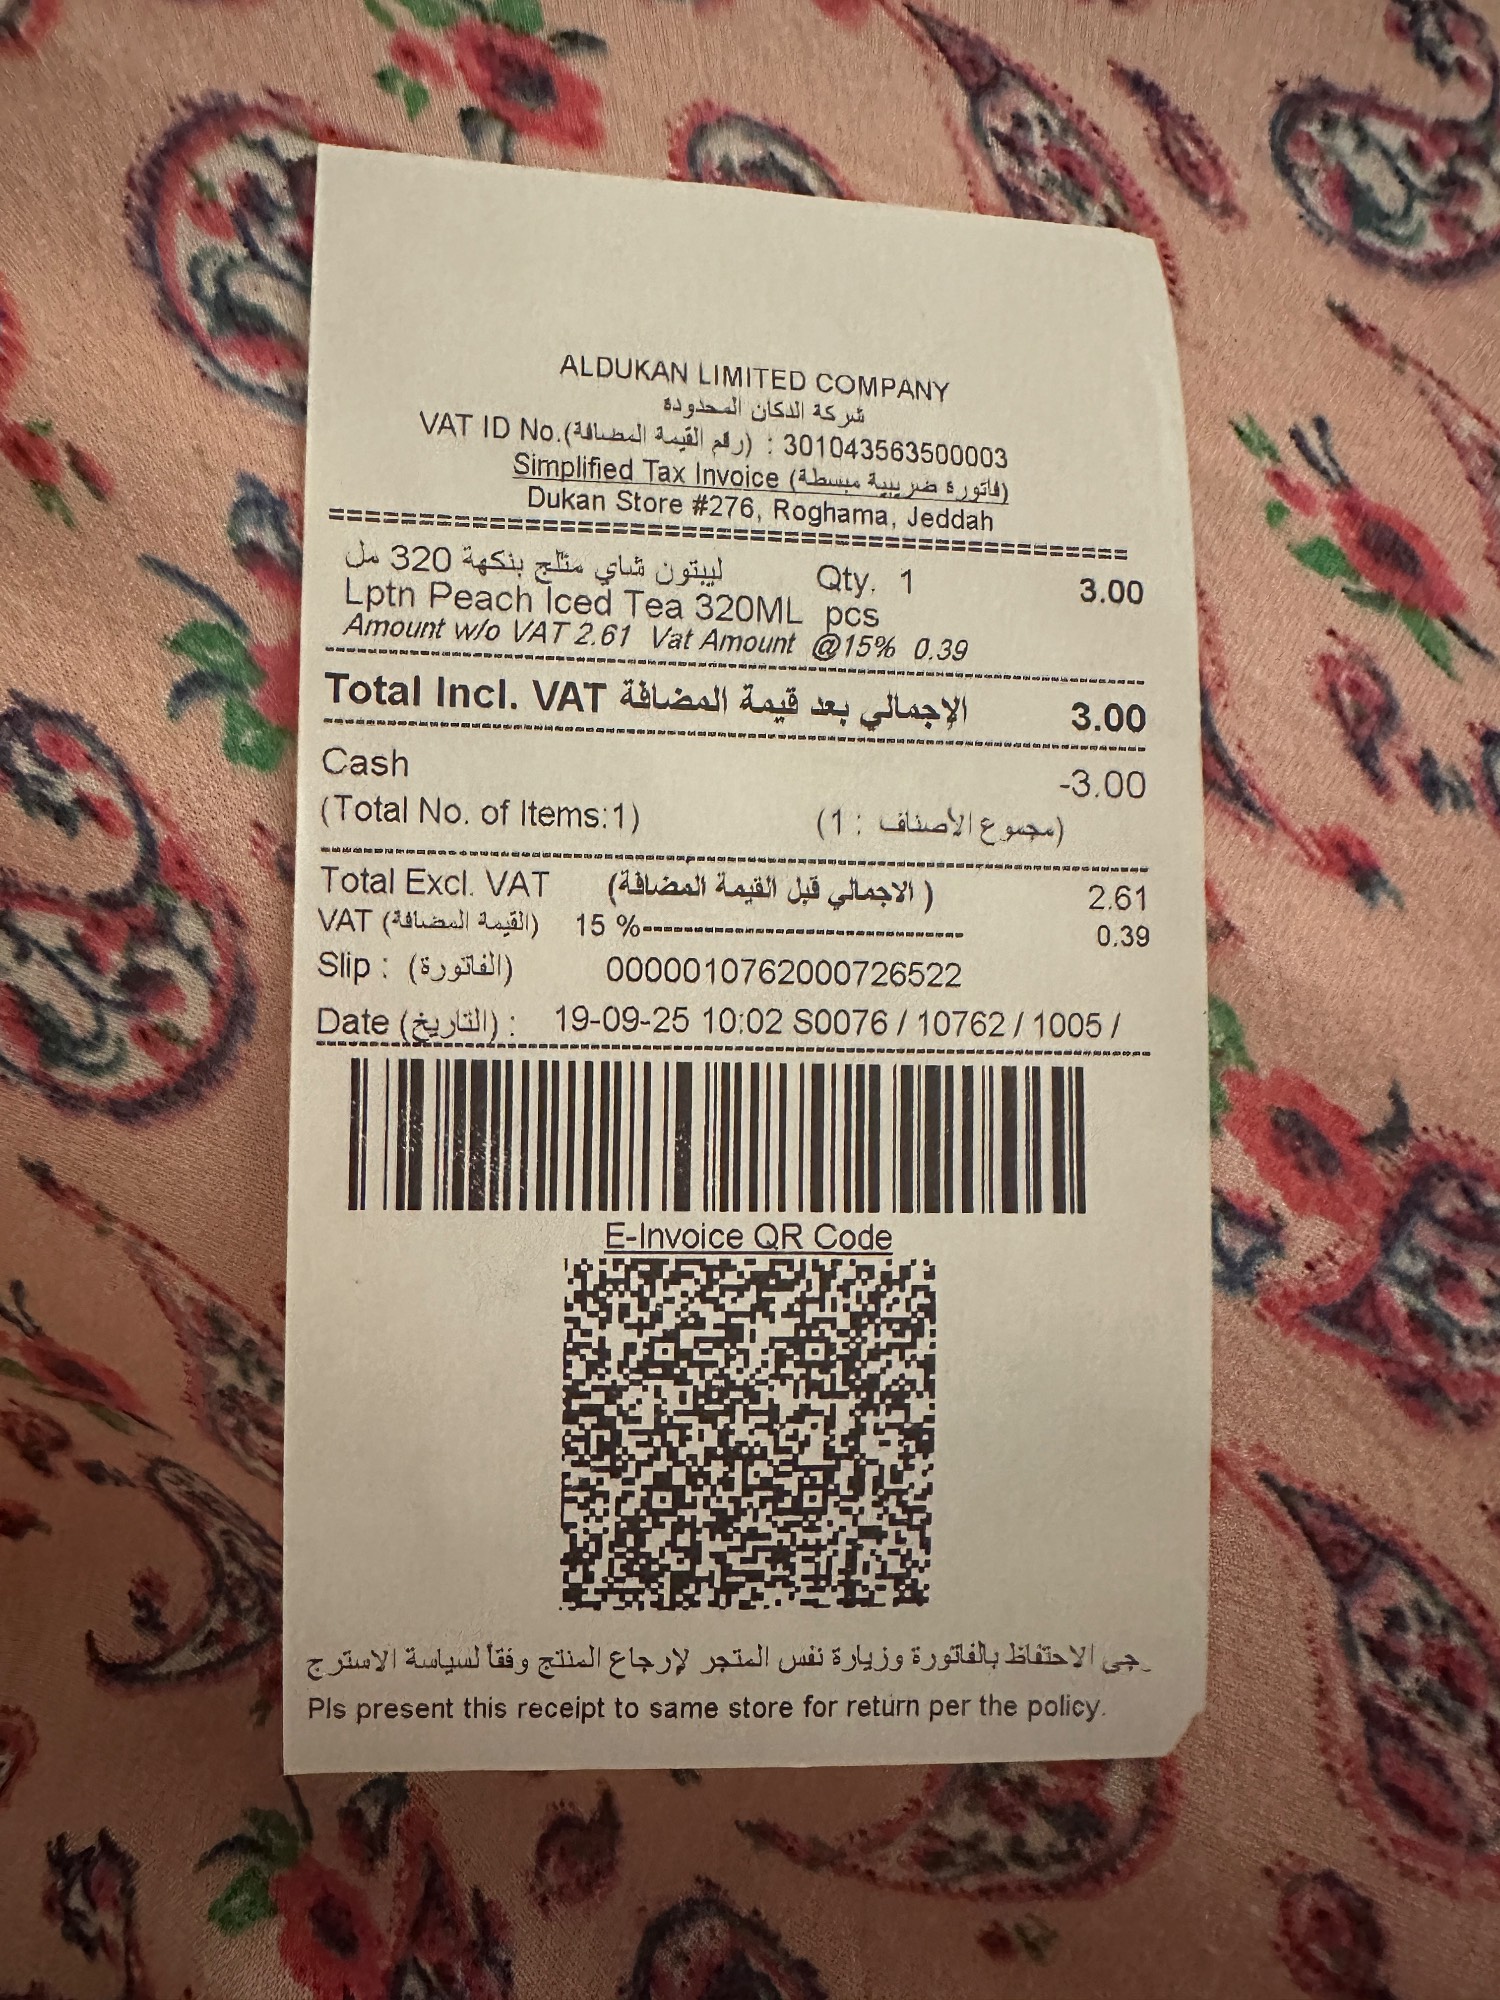 ALDUKAN LIMITED COMPANY
شركة الدكان المحدودة
VAT ID No.(رقم القيمة المضافة) : 301043563500003
Simplified Tax Invoice (فاتورة ضريبية مبسطة)
Dukan Store #276, Roghama, Jeddah
ليبتون شاي مثلج بنكهة 320 مل Qty. 1 3.00
Lptn Peach Iced Tea 320ML pcs
Amount w/o VAT 2.61 Vat Amount @15% 0.39
Total Incl. VAT الإجمالي بعد قيمة المضافة 3.00
Cash -3.00
(Total No. of Items:1) (مجموع الأصناف : 1)
Total Excl. VAT (الاجمالي قبل القيمة المضافة ) 2.61
VAT (القيمة المضافة) 15 %------------------------------ 0.39
Slip : (الفاتورة) 0000010762000726522
Date (التاريخ) : 19-09-25 10:02 S0076 / 10762 / 1005 /
E-Invoice QR Code
جى الاحتفاظ بالفاتورة وزيارة نفس المتجر لإرجاع المنتج وفقاً لسياسة الاسترج
Pls present this receipt to same store for return per the policy.